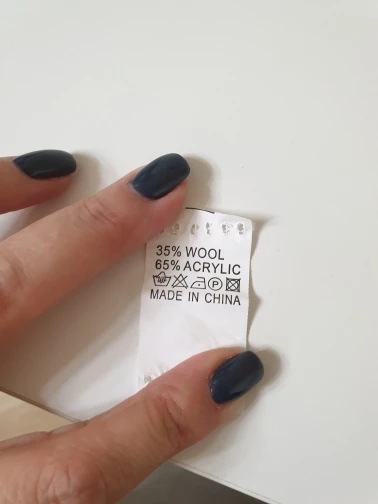 35% WOOL
65% ACRYLIC
P
MADE IN CHINA